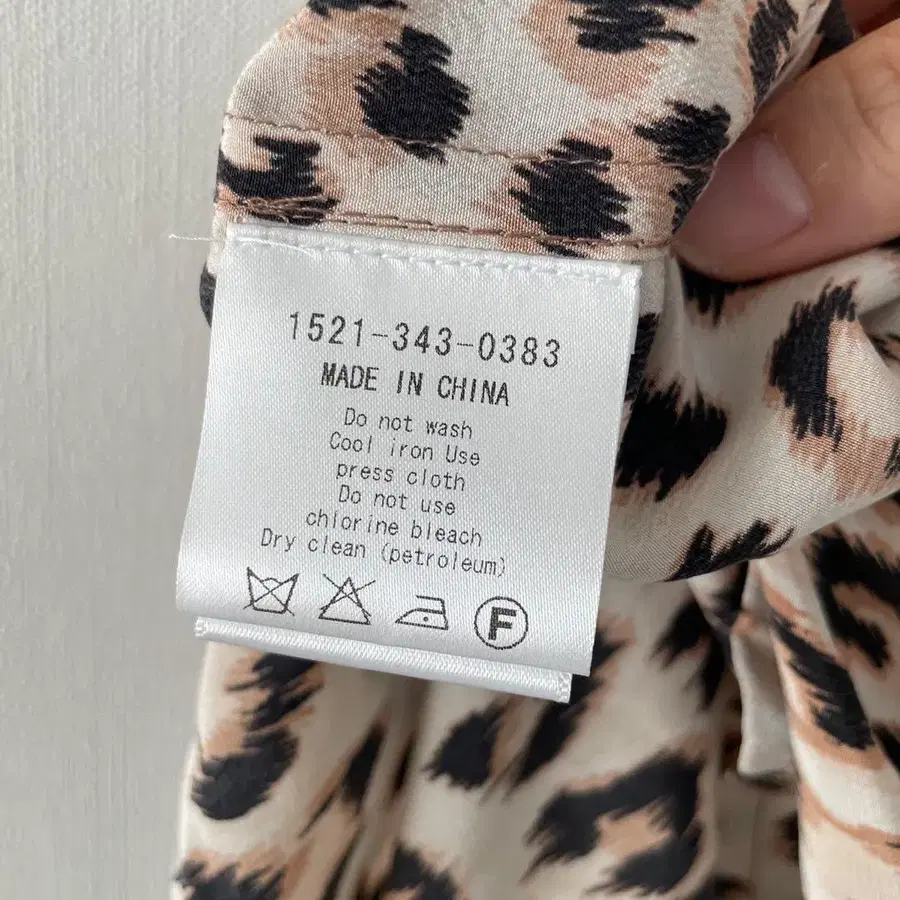 1521-343-0383
MADE IN CHINA
Do not wash
Cool iron Use
press cloth
Do not use
chlorine bleach
Dry clean (petroleum)
F